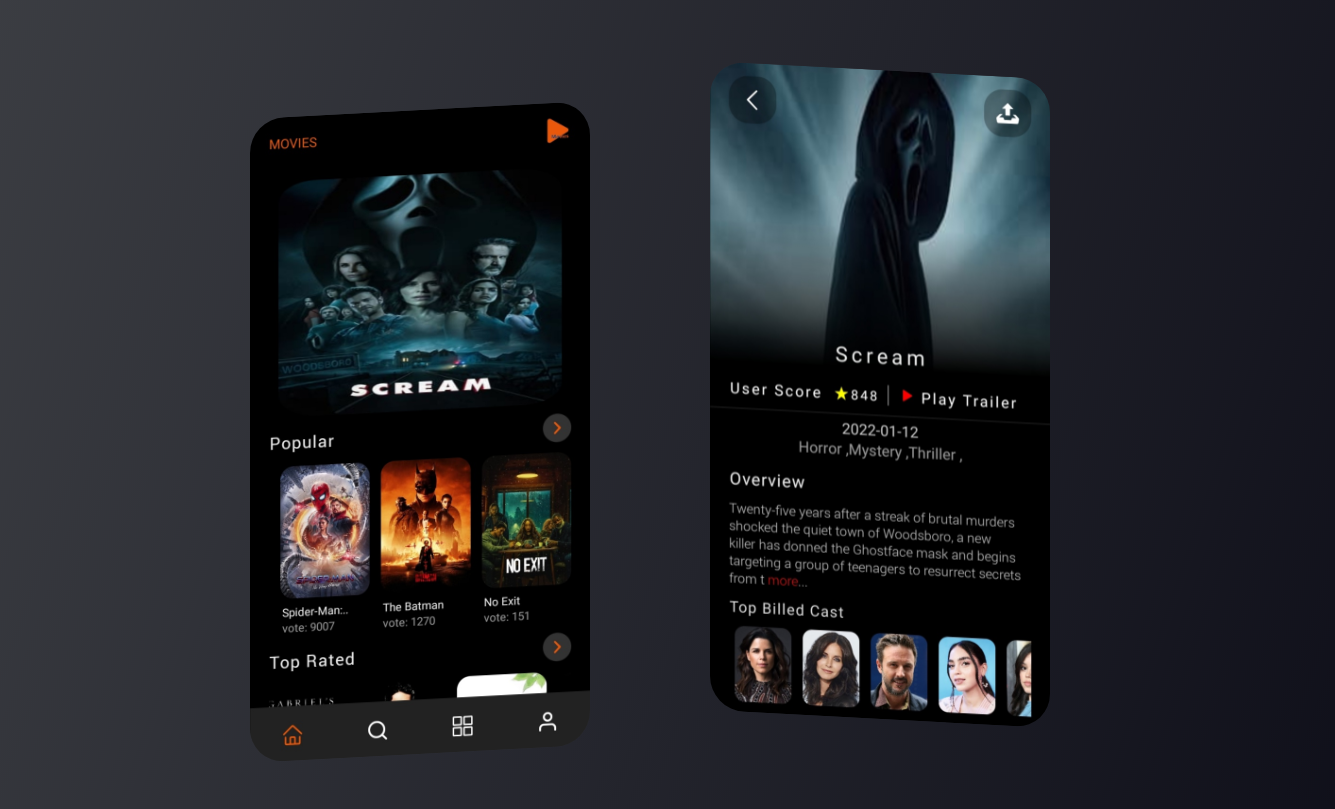 MOVIES
WOODSBORO
SCREAM
Popular
SPIDER-MAN
NO EXIT
Spider-Man:..
vote: 9007
The Batman
vote: 1270
No Exit
vote: 151
Top Rated
GABRIEL'S
Scream
User Score ★848 | Play Trailer
2022-01-12
Horror ,Mystery ,Thriller ,
Overview
Twenty-five years after a streak of brutal murders
shocked the quiet town of Woodsboro, a new
killer has donned the Ghostface mask and begins
targeting a group of teenagers to resurrect secrets
from t more...
Top Billed Cast